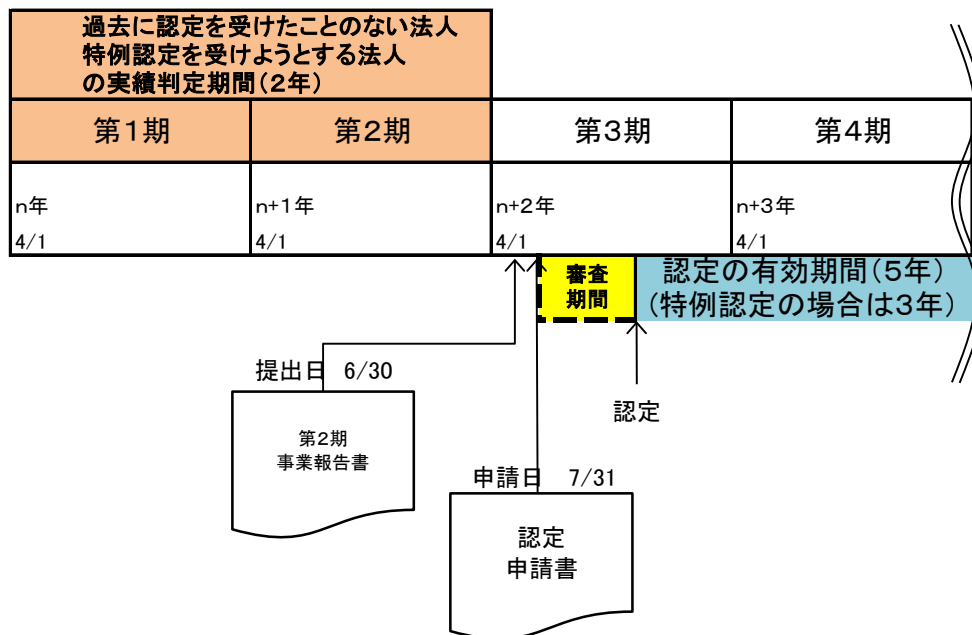 過去に認定を受けたことのない法人
特例認定を受けようとする法人
の実績判定期間(2年)
第1期
第2期
第3期
第4期
n年
4/1
n+1年
4/1
n+2年
4/1
n+3年
4/1
審査
期間
認定の有効期間(5年)
(特例認定の場合は3年)
提出日 6/30
認定
第2期
事業報告書
申請日 7/31
認定
申請書